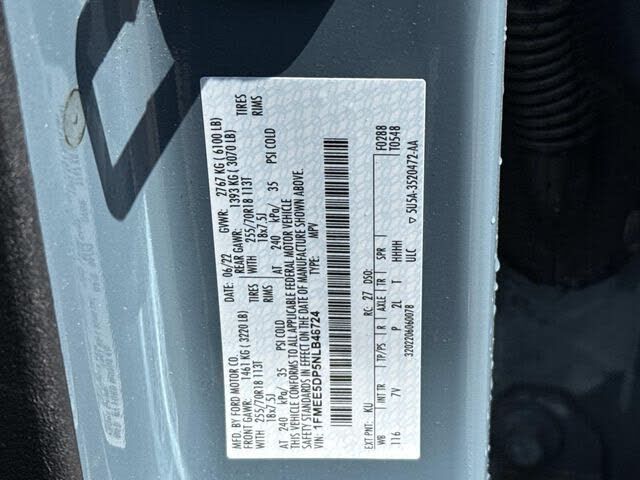 MFD. BY FORD MOTOR CO.
DATE: 06/22 GVWR: 2767 KG ( 6100 LB)
FRONT GAWR: 1461 KG ( 3220 LB) REAR GAWR: 1393 KG ( 3070 LB)
WITH 255/70R18 113T TIRES WITH 255/70R18 113T TIRES
18x7.5J RIMS 18x7.5J RIMS
AT 240 kPa/ 35 PSI COLD AT 240 kPa/ 35 PSI COLD
THIS VEHICLE CONFORMS TO ALL APPLICABLE FEDERAL MOTOR VEHICLE
SAFETY STANDARDS IN EFFECT ON THE DATE OF MANUFACTURE SHOWN ABOVE.
VIN: 1FMEE5DP5NLB46724
TYPE: MPV
F0288
T0548
EXT PNT: KU RC: 27 DSO:
WB INT TR TP/PS R AXLE TR SPR
116 7V P 2L T HHHH
ULC 5U5A-3520472-AA
3202206060078